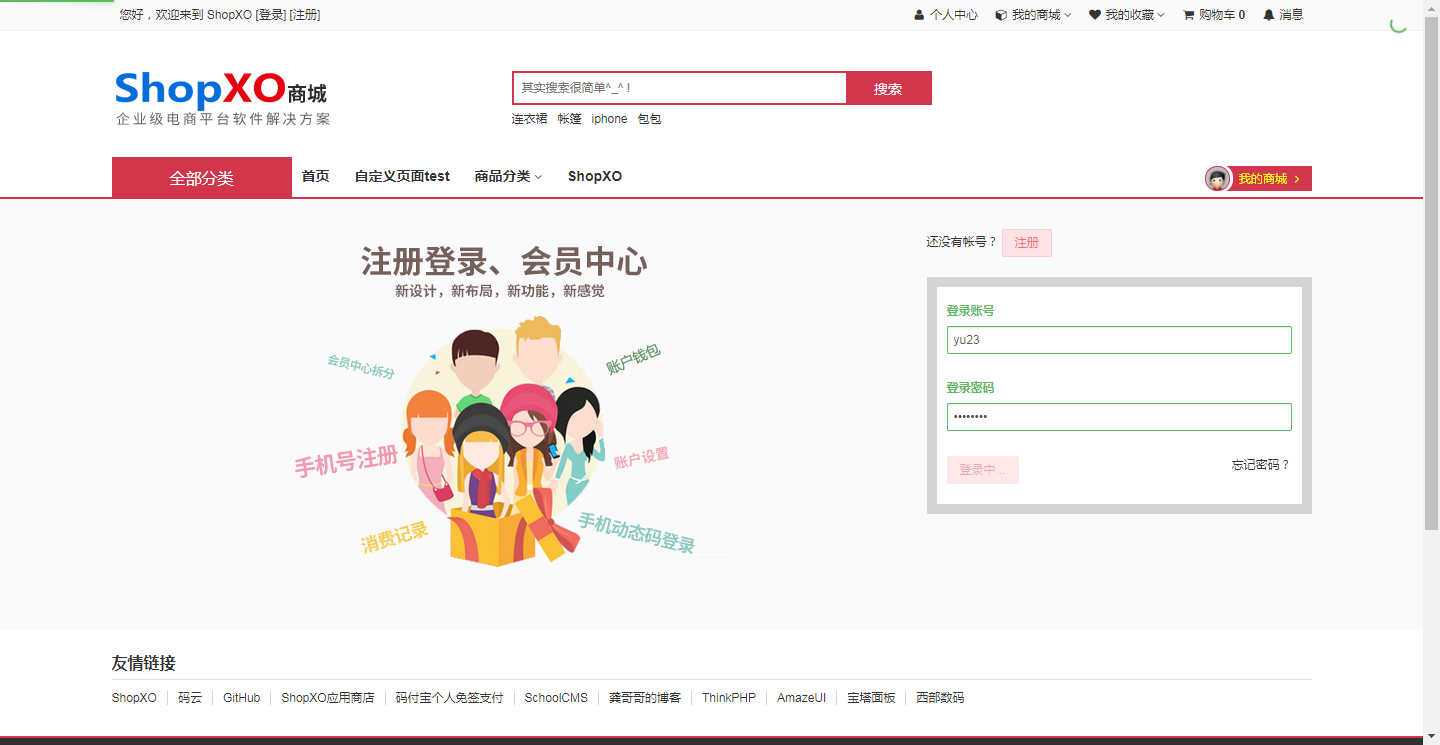 您好，欢迎来到 ShopXO [登录] [注册]
个人中心 我的商城 我的收藏 购物车 0 消息
ShopXO商城
企业级电商平台软件解决方案
其实搜索很简单^_^ !
搜索
连衣裙 帐篷 iphone 包包
全部分类 首页 自定义页面test 商品分类 ShopXO
我的商城
注册登录、会员中心
新设计，新布局，新功能，新感觉
会员中心拆分
账户钱包
手机号注册
账户设置
消费记录
手机动态码登录
还没有帐号？ 注册
登录账号
yu23
登录密码
••••••••
登录中...
忘记密码？
友情链接
ShopXO 码云 GitHub ShopXO应用商店 码付宝个人免签支付 SchoolCMS 龚哥哥的博客 ThinkPHP AmazeUI 宝塔面板 西部数码